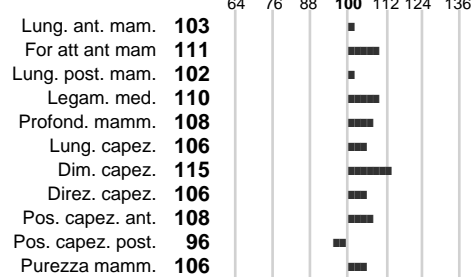 64 76 88 100 112 124 136
Lung. ant. mam. 103
For att ant mam 111
Lung. post. mam. 102
Legam. med. 110
Profond. mamm. 108
Lung. capez. 106
Dim. capez. 115
Direz. capez. 106
Pos. capez. ant. 108
Pos. capez. post. 96
Purezza mamm. 106